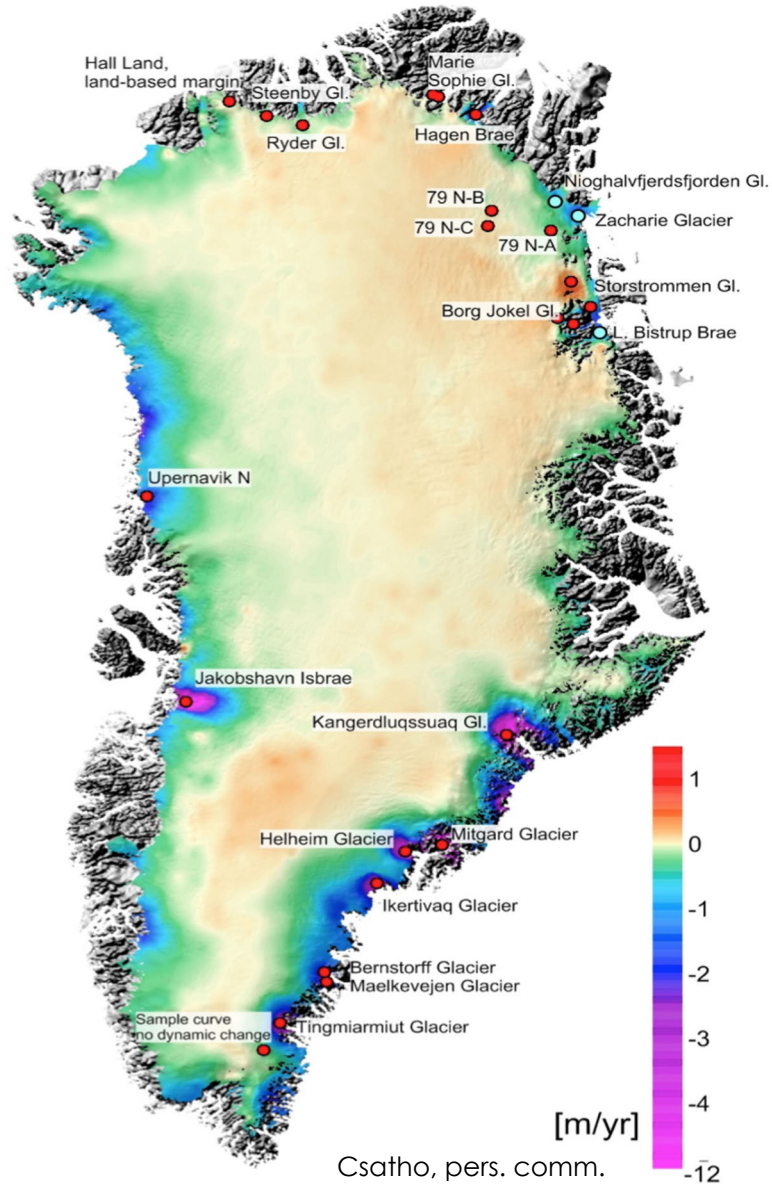 Hall Land,
land-based margin
Steenby Gl.
Ryder Gl.
Marie
Sophie Gl.
Hagen Brae
Nioghalvfjerdsfjorden Gl.
79 N-B
Zacharie Glacier
79 N-C
79 N-A
Storstrommen Gl.
Borg Jokel Gl.
L. Bistrup Brae
Upernavik N
Jakobshavn Isbrae
Kangerdluqssuaq Gl.
Helheim Glacier
Mitgard Glacier
Ikertivaq Glacier
Bernstorff Glacier
Maelkevejen Glacier
Sample curve
no dynamic change
Tingmiarmiut Glacier
1
0
-1
-2
-3
-4
-12
[m/yr]
Csatho, pers. comm.